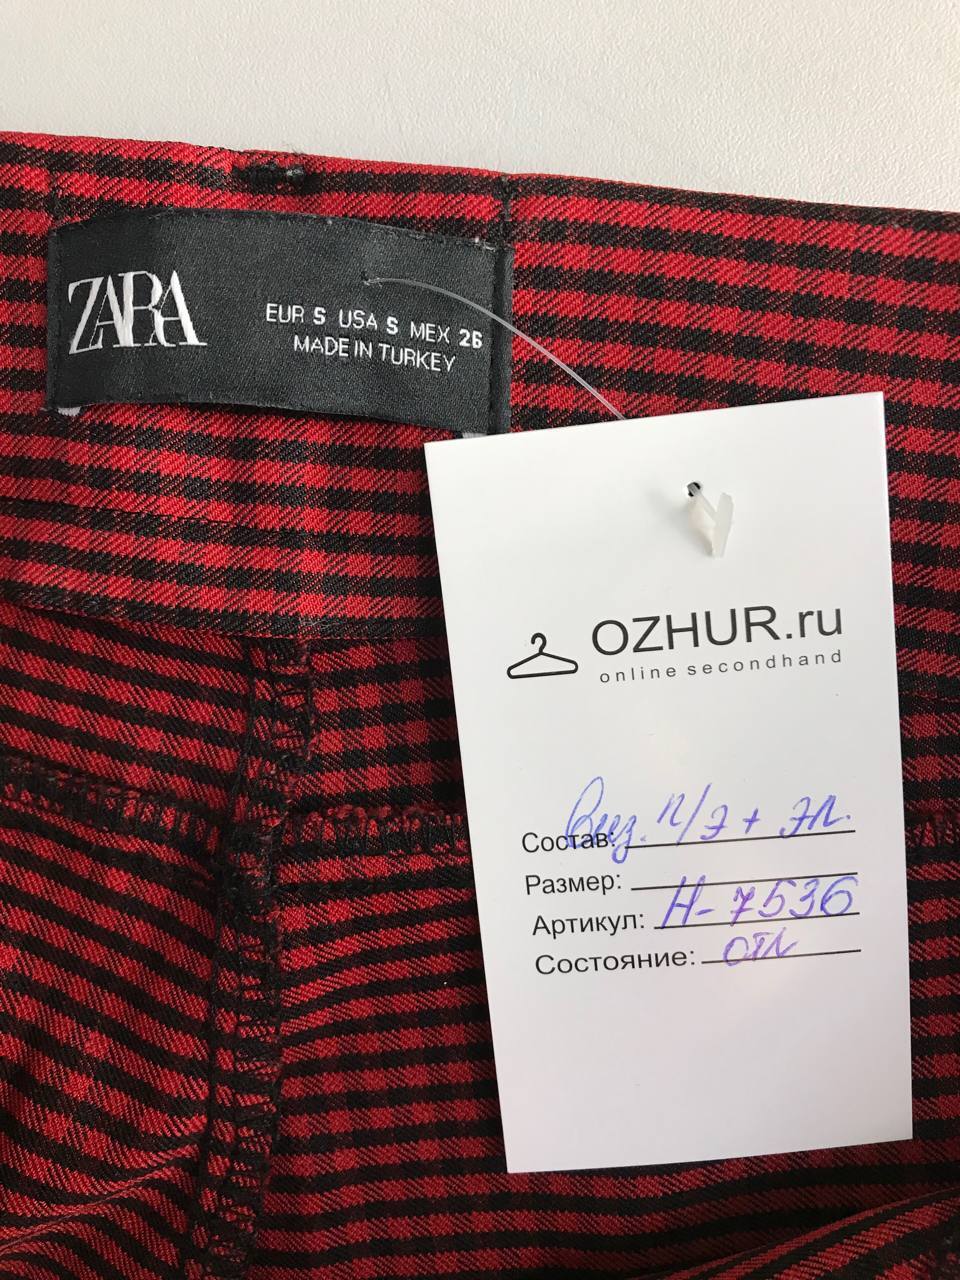 ZARA
EUR S USA S MEX 26
MADE IN TURKEY
OZHUR.ru
online secondhand
Состав: Виз. п/э + эл.
Размер:
Артикул: Н-7536
Состояние: отл